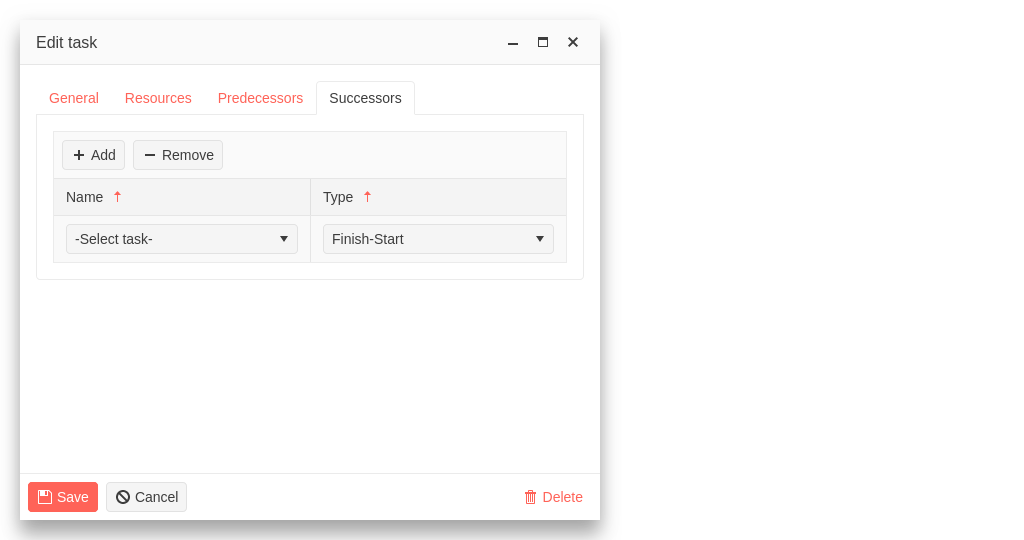 Edit task
General Resources Predecessors Successors
Add Remove
Name Type
-Select task- Finish-Start
Save Cancel Delete